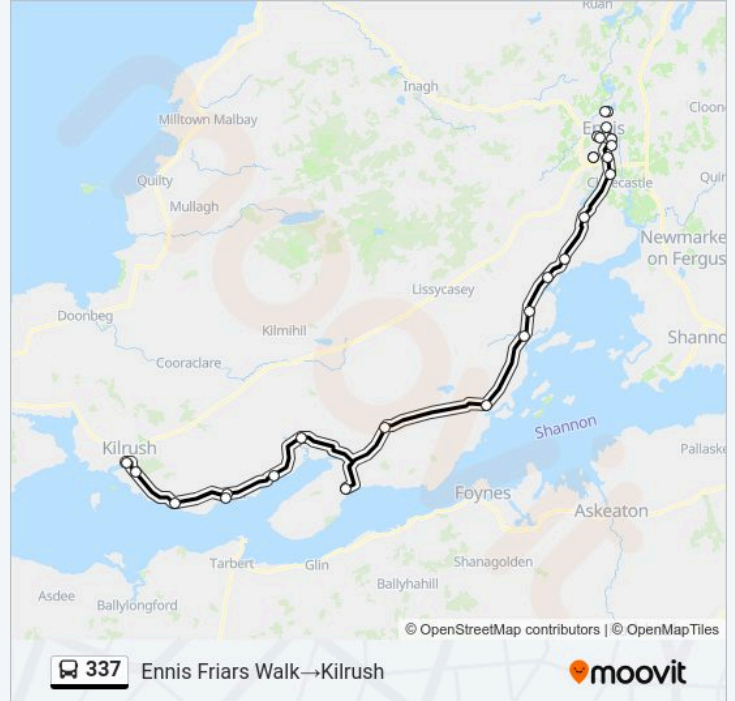 Ruan
Inagh
Cloon
Milltown Malbay
Ennis
Quilty
Clarecastle
Quin
Mullagh
Newmarke
on Fergus
Lissycasey
Doonbeg
Kilmihil
Shanno
Cooraclare
Shannon
Kilrush
Pallaske
Foynes
Askeaton
Tarbert
Glin
Shanagolden
Ballyhahill
Asdee
Ballylongford
© OpenStreetMap contributors | © OpenMapTiles
337 Ennis Friars Walk→Kilrush
moovit